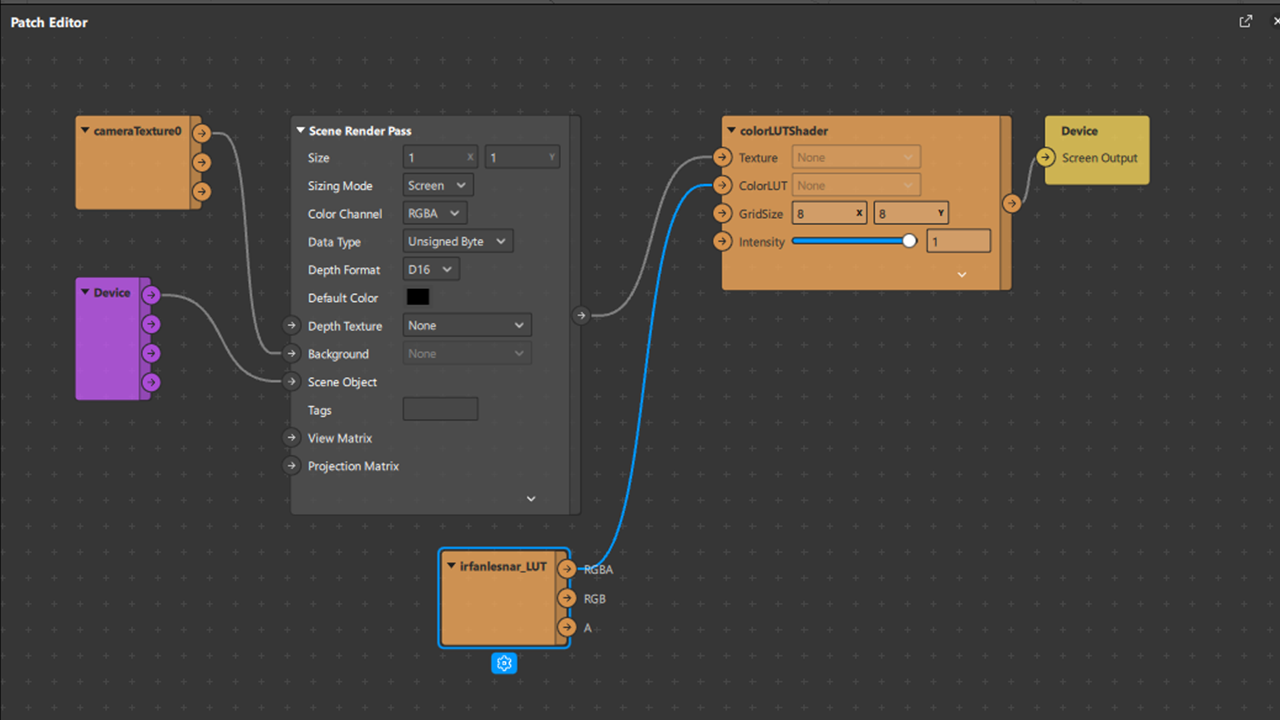 Patch Editor
cameraTexture0
Device
Scene Render Pass
Size 1 X 1 Y
Sizing Mode Screen
Color Channel RGBA
Data Type Unsigned Byte
Depth Format D16
Default Color
Depth Texture None
Background None
Scene Object
Tags
View Matrix
Projection Matrix
irfanlesnar_LUT
RGBA
RGB
A
colorLUTShader
Texture None
ColorLUT None
GridSize 8 X 8 Y
Intensity 1
Device
Screen Output